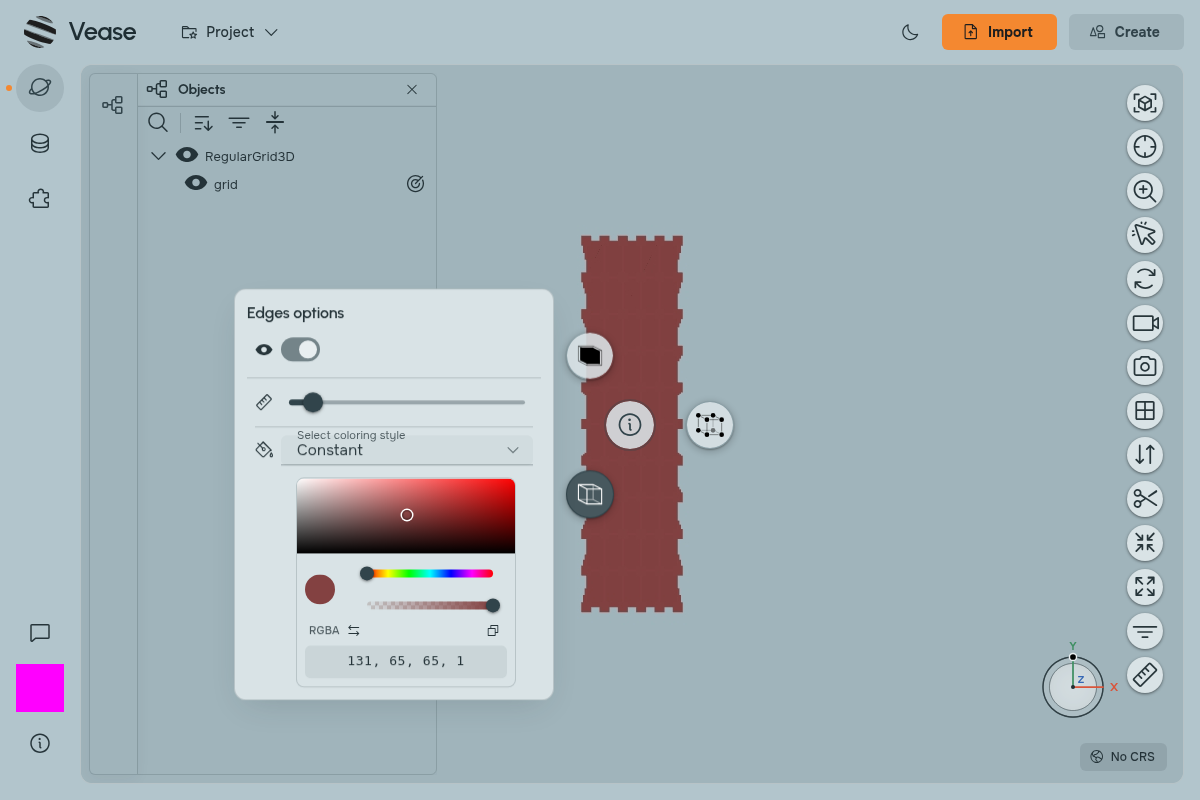 Vease
Project
Import
Create
Objects
RegularGrid3D
grid
Edges options
Select coloring style
Constant
RGBA
131, 65, 65, 1
Y
Z
X
No CRS